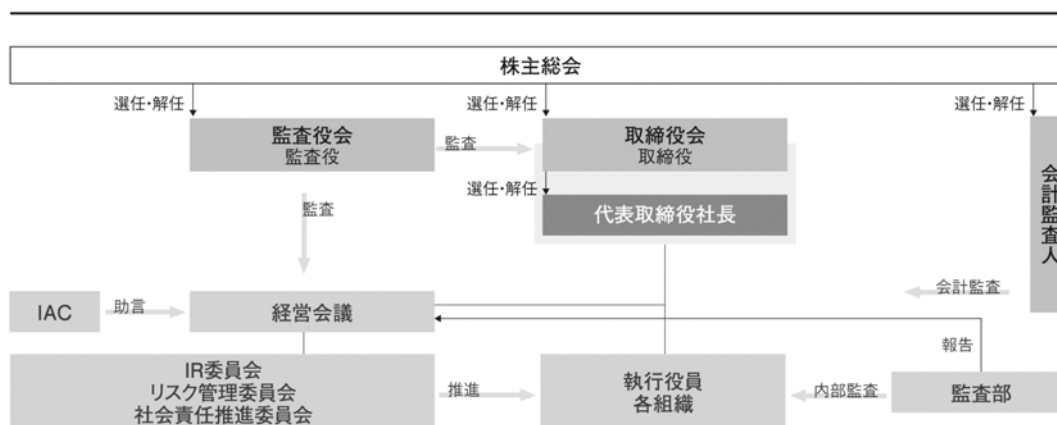 株主総会
選任・解任
選任・解任
選任・解任
監査役会
監査役
監査
取締役会
取締役
会計監査人
選任・解任
代表取締役社長
監査
会計監査
IAC
助言
経営会議
報告
IR委員会
リスク管理委員会
社会責任推進委員会
推進
執行役員
各組織
内部監査
監査部